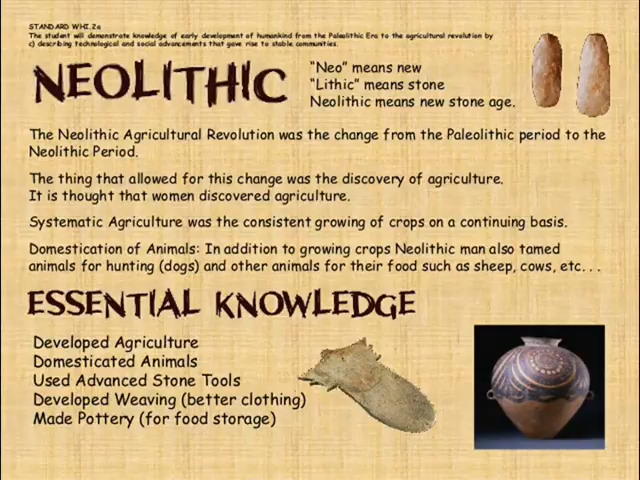 STANDARD WHI.2a
The student will demonstrate knowledge of early development of humankind from the Paleolithic Era to the agricultural revolution by
c) describing technological and social advancements that gave rise to stable communities.
NEOLITHIC
“Neo” means new
“Lithic” means stone
Neolithic means new stone age.
The Neolithic Agricultural Revolution was the change from the Paleolithic period to the
Neolithic Period.
The thing that allowed for this change was the discovery of agriculture.
It is thought that women discovered agriculture.
Systematic Agriculture was the consistent growing of crops on a continuing basis.
Domestication of Animals: In addition to growing crops Neolithic man also tamed
animals for hunting (dogs) and other animals for their food such as sheep, cows, etc. . .
ESSENTIAL KNOWLEDGE
Developed Agriculture
Domesticated Animals
Used Advanced Stone Tools
Developed Weaving (better clothing)
Made Pottery (for food storage)